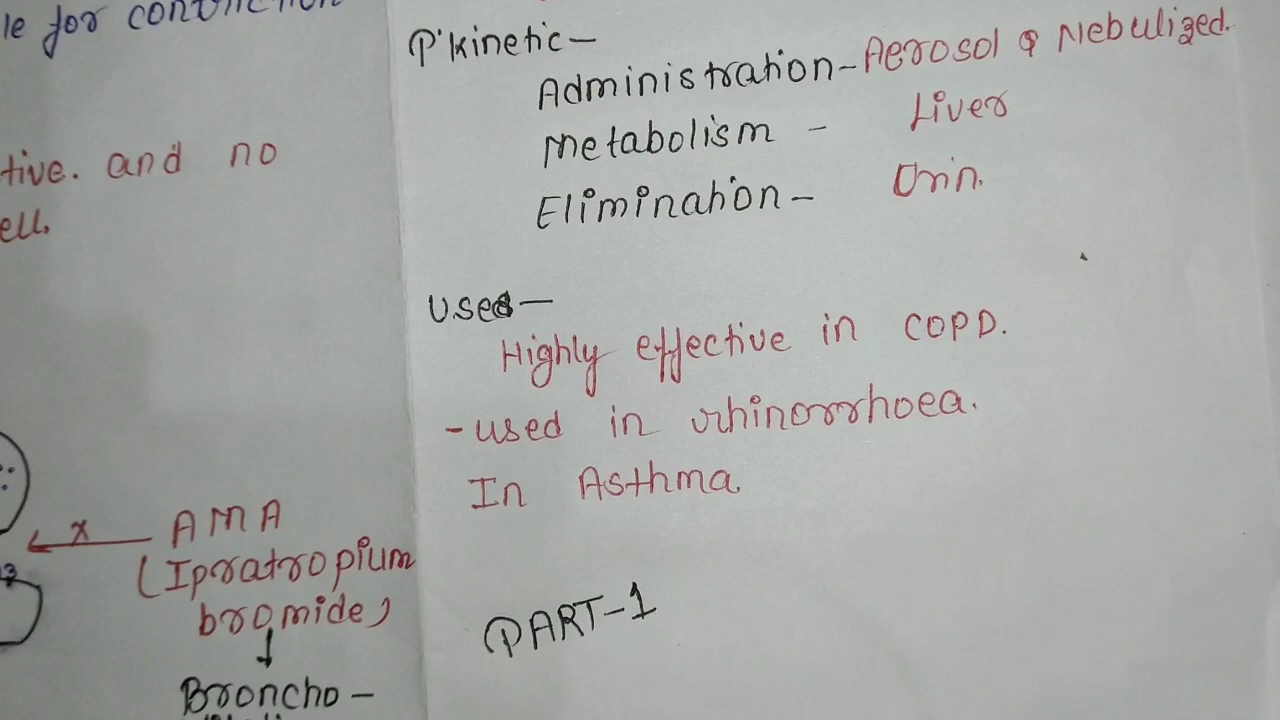 le for
P'kinetic-
Administration- Aerosol & Nebulized.
Metabolism - Liver
Elimination- Urin.
tive. and no
ell.
Uses-
Highly effective in COPD.
-used in rhinorrhoea.
In Asthma.
x
AMA
(Ipratropium
bromide)
Broncho-
PART-1